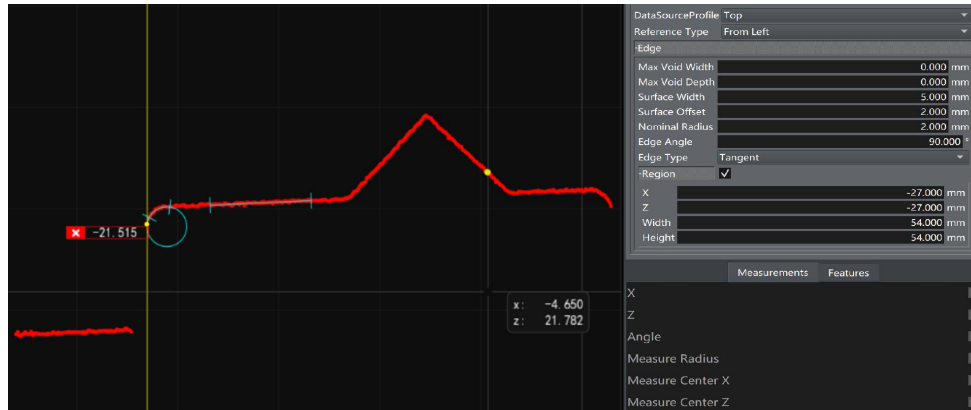 DataSourceProfile Top
Reference Type From Left
Edge
Max Void Width 0.000 mm
Max Void Depth 0.000 mm
Surface Width 5.000 mm
Surface Offset 2.000 mm
Nominal Radius 2.000 mm
Edge Angle 90.000 °
Edge Type Tangent
Region
X -27.000 mm
Z -27.000 mm
Width 54.000 mm
Height 54.000 mm
-21.515
x: -4.650
z: 21.782
Measurements Features
X
Z
Angle
Measure Radius
Measure Center X
Measure Center Z